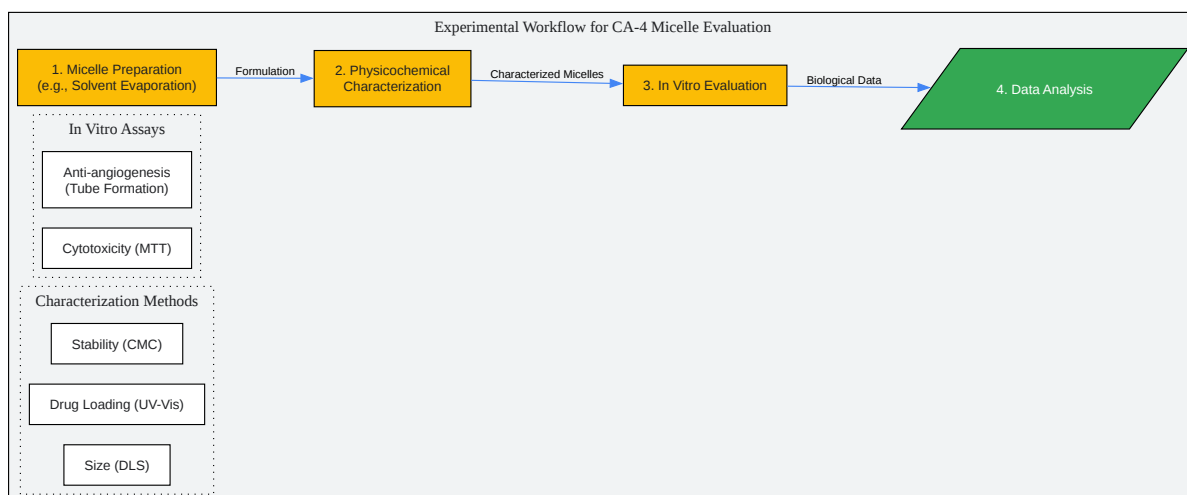 Experimental Workflow for CA-4 Micelle Evaluation
1. Micelle Preparation
(e.g., Solvent Evaporation)
Formulation
2. Physicochemical
Characterization
Characterized Micelles
3. In Vitro Evaluation
Biological Data
4. Data Analysis
In Vitro Assays
Anti-angiogenesis
(Tube Formation)
Cytotoxicity (MTT)
Characterization Methods
Stability (CMC)
Drug Loading (UV-Vis)
Size (DLS)